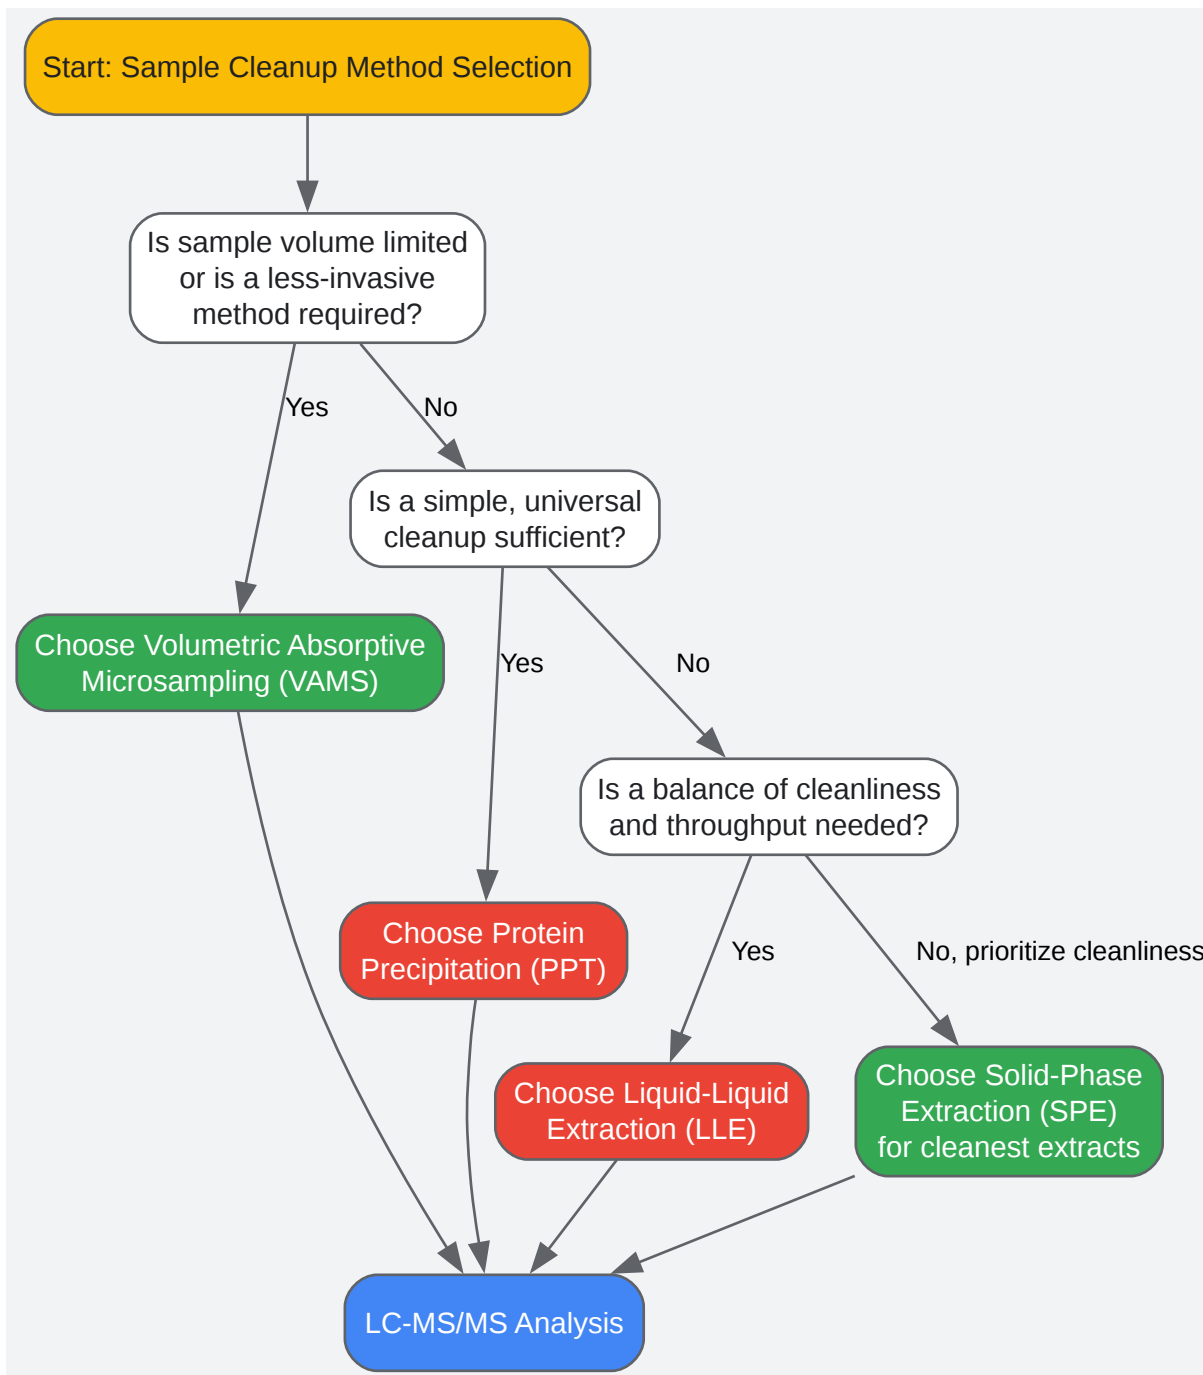 Start: Sample Cleanup Method Selection
Is sample volume limited
or is a less-invasive
method required?
Yes
No
Is a simple, universal
cleanup sufficient?
Choose Volumetric Absorptive
Microsampling (VAMS)
Yes
No
Is a balance of cleanliness
and throughput needed?
Choose Protein
Precipitation (PPT)
Yes
No, prioritize cleanliness
Choose Liquid-Liquid
Extraction (LLE)
Choose Solid-Phase
Extraction (SPE)
for cleanest extracts
LC-MS/MS Analysis